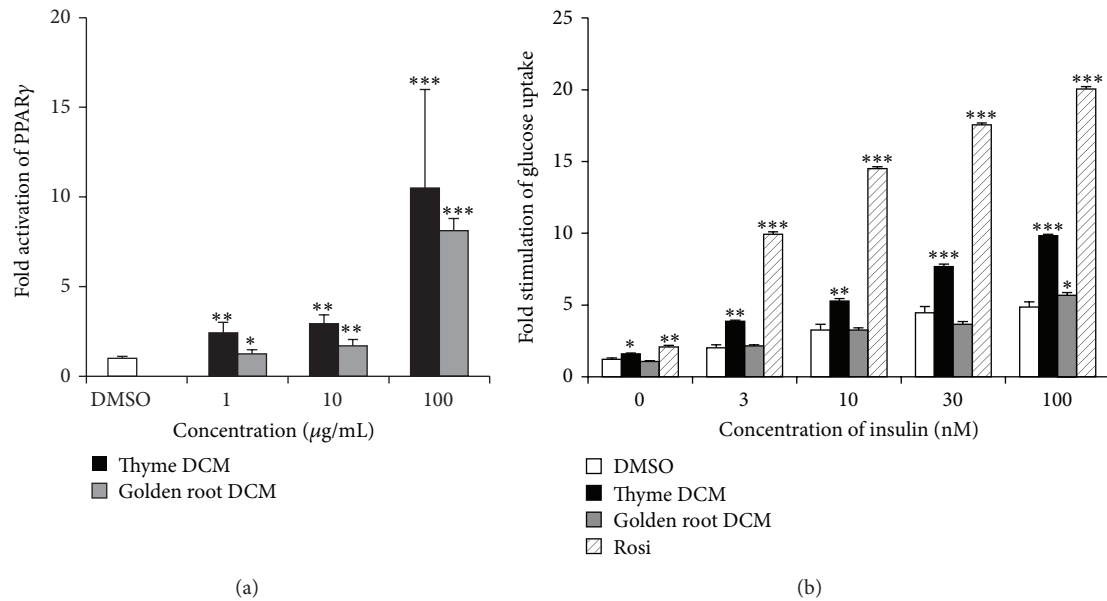 20
15
10
5
0
Fold activation of PPARγ
***
***
** ** **
*
DMSO 1 10 100
Concentration (μg/mL)
Thyme DCM
Golden root DCM
(a)
25
20
15
10
5
0
Fold stimulation of glucose uptake
***
***
***
***
***
***
** ** * ** *
0 3 10 30 100
Concentration of insulin (nM)
DMSO
Thyme DCM
Golden root DCM
Rosi
(b)